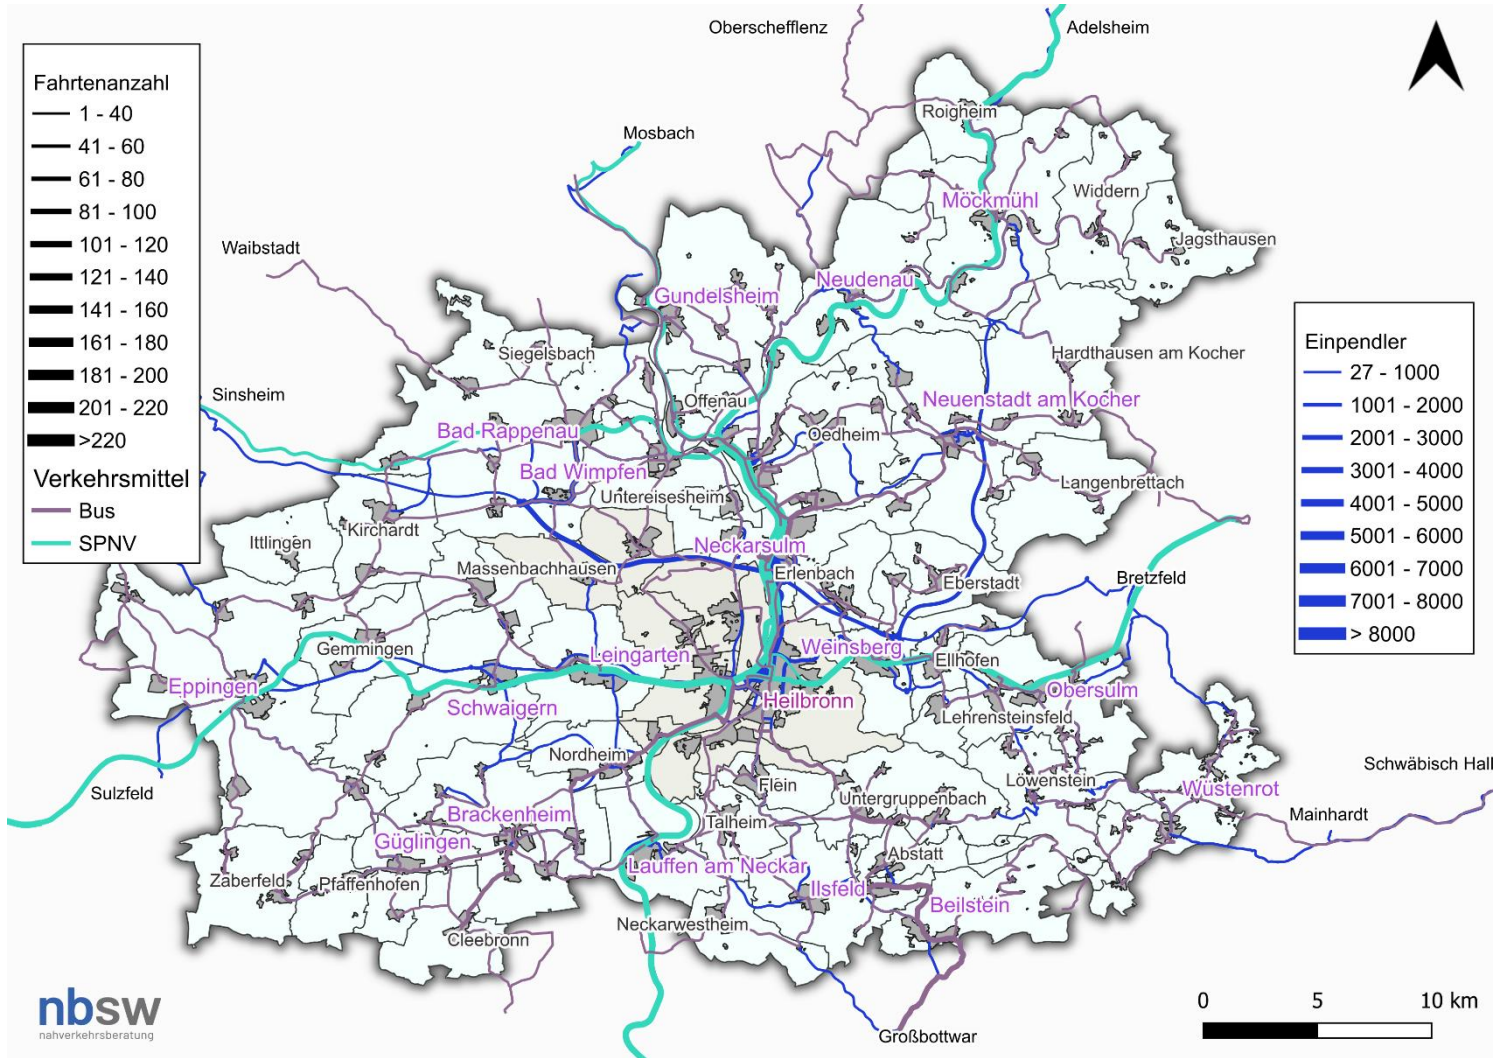 Oberschefflenz
Adelsheim
Fahrtenanzahl
1 - 40
41 - 60
61 - 80
81 - 100
101 - 120
121 - 140
141 - 160
161 - 180
181 - 200
201 - 220
>220
Verkehrsmittel
Bus
SPNV
Roigheim
Mosbach
Widdern
Möckmühl
Jagsthausen
Waibstadt
Neudenau
Gundelsheim
Einpendler
27 - 1000
1001 - 2000
2001 - 3000
3001 - 4000
4001 - 5000
5001 - 6000
6001 - 7000
7001 - 8000
> 8000
Siegelsbach
Hardthausen am Kocher
Sinsheim
Offenau
Neuenstadt am Kocher
Bad Rappenau
Oedheim
Bad Wimpfen
Untereisesheim
Langenbrettach
Kirchardt
Ittlingen
Neckarsulm
Massenbachhausen
Erlenbach
Eberstadt
Bretzfeld
Gemmingen
Leingarten
Weinsberg
Ellhofen
Eppingen
Obersulm
Schwaigern
Heilbronn
Lehrensteinsfeld
Nordheim
Schwäbisch Hall
Sulzfeld
Flein
Löwenstein
Wüstenrot
Untergruppenbach
Mainhardt
Brackenheim
Talheim
Güglingen
Abstatt
Lauffen am Neckar
Zaberfeld
Pfaffenhofen
Ilsfeld
Beilstein
Neckarwestheim
Cleebronn
nbsw
nahverkehrsberatung
0 5 10 km
Großbottwar